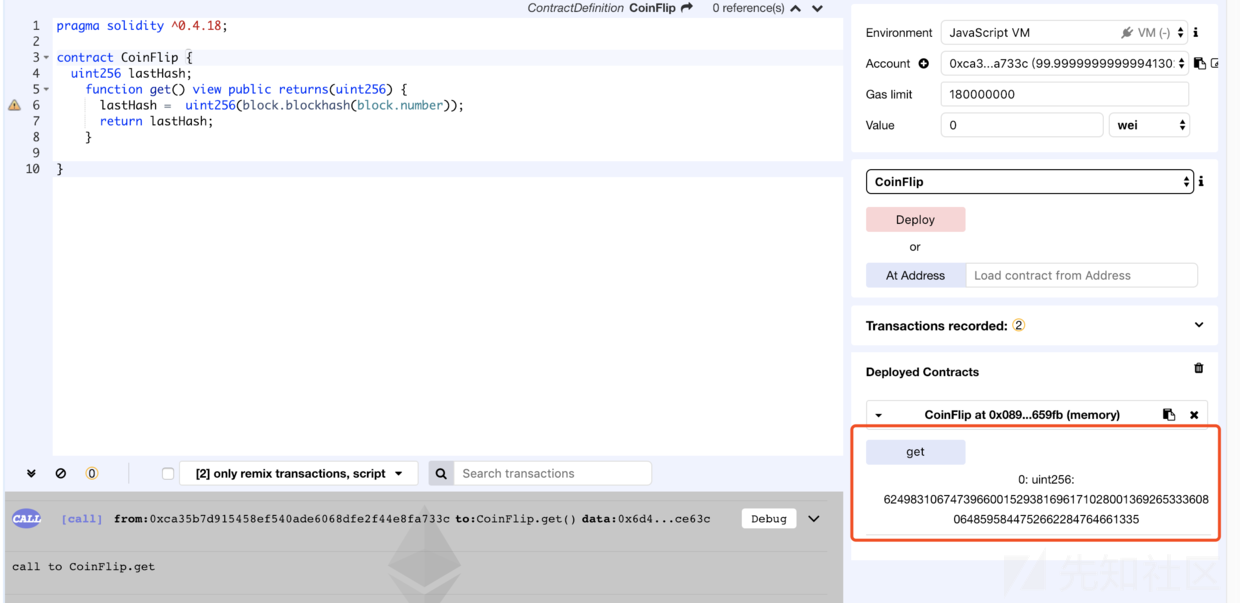 ContractDefinition CoinFlip 0 reference(s)
1 pragma solidity ^0.4.18;
2
3 contract CoinFlip {
4 uint256 lastHash;
5 function get() view public returns(uint256) {
6 lastHash = uint256(block.blockhash(block.number));
7 return lastHash;
8 }
9
10 }
[2] only remix transactions, script
Search transactions
0
CALL [call] from:0xca35b7d915458ef540ade6068dfe2f44e8fa733c to:CoinFlip.get() data:0x6d4...ce63c Debug
call to CoinFlip.get
Environment JavaScript VM VM (-) i
Account 0xca3...a733c (99.999999999999994130
Gas limit 180000000
Value 0 wei
CoinFlip i
Deploy
or
At Address Load contract from Address
Transactions recorded: 2
Deployed Contracts
CoinFlip at 0x089...659fb (memory)
get
0: uint256:
62498310674739660015293816961710280013692653336​08
0648595844752662284764661335
先知社区